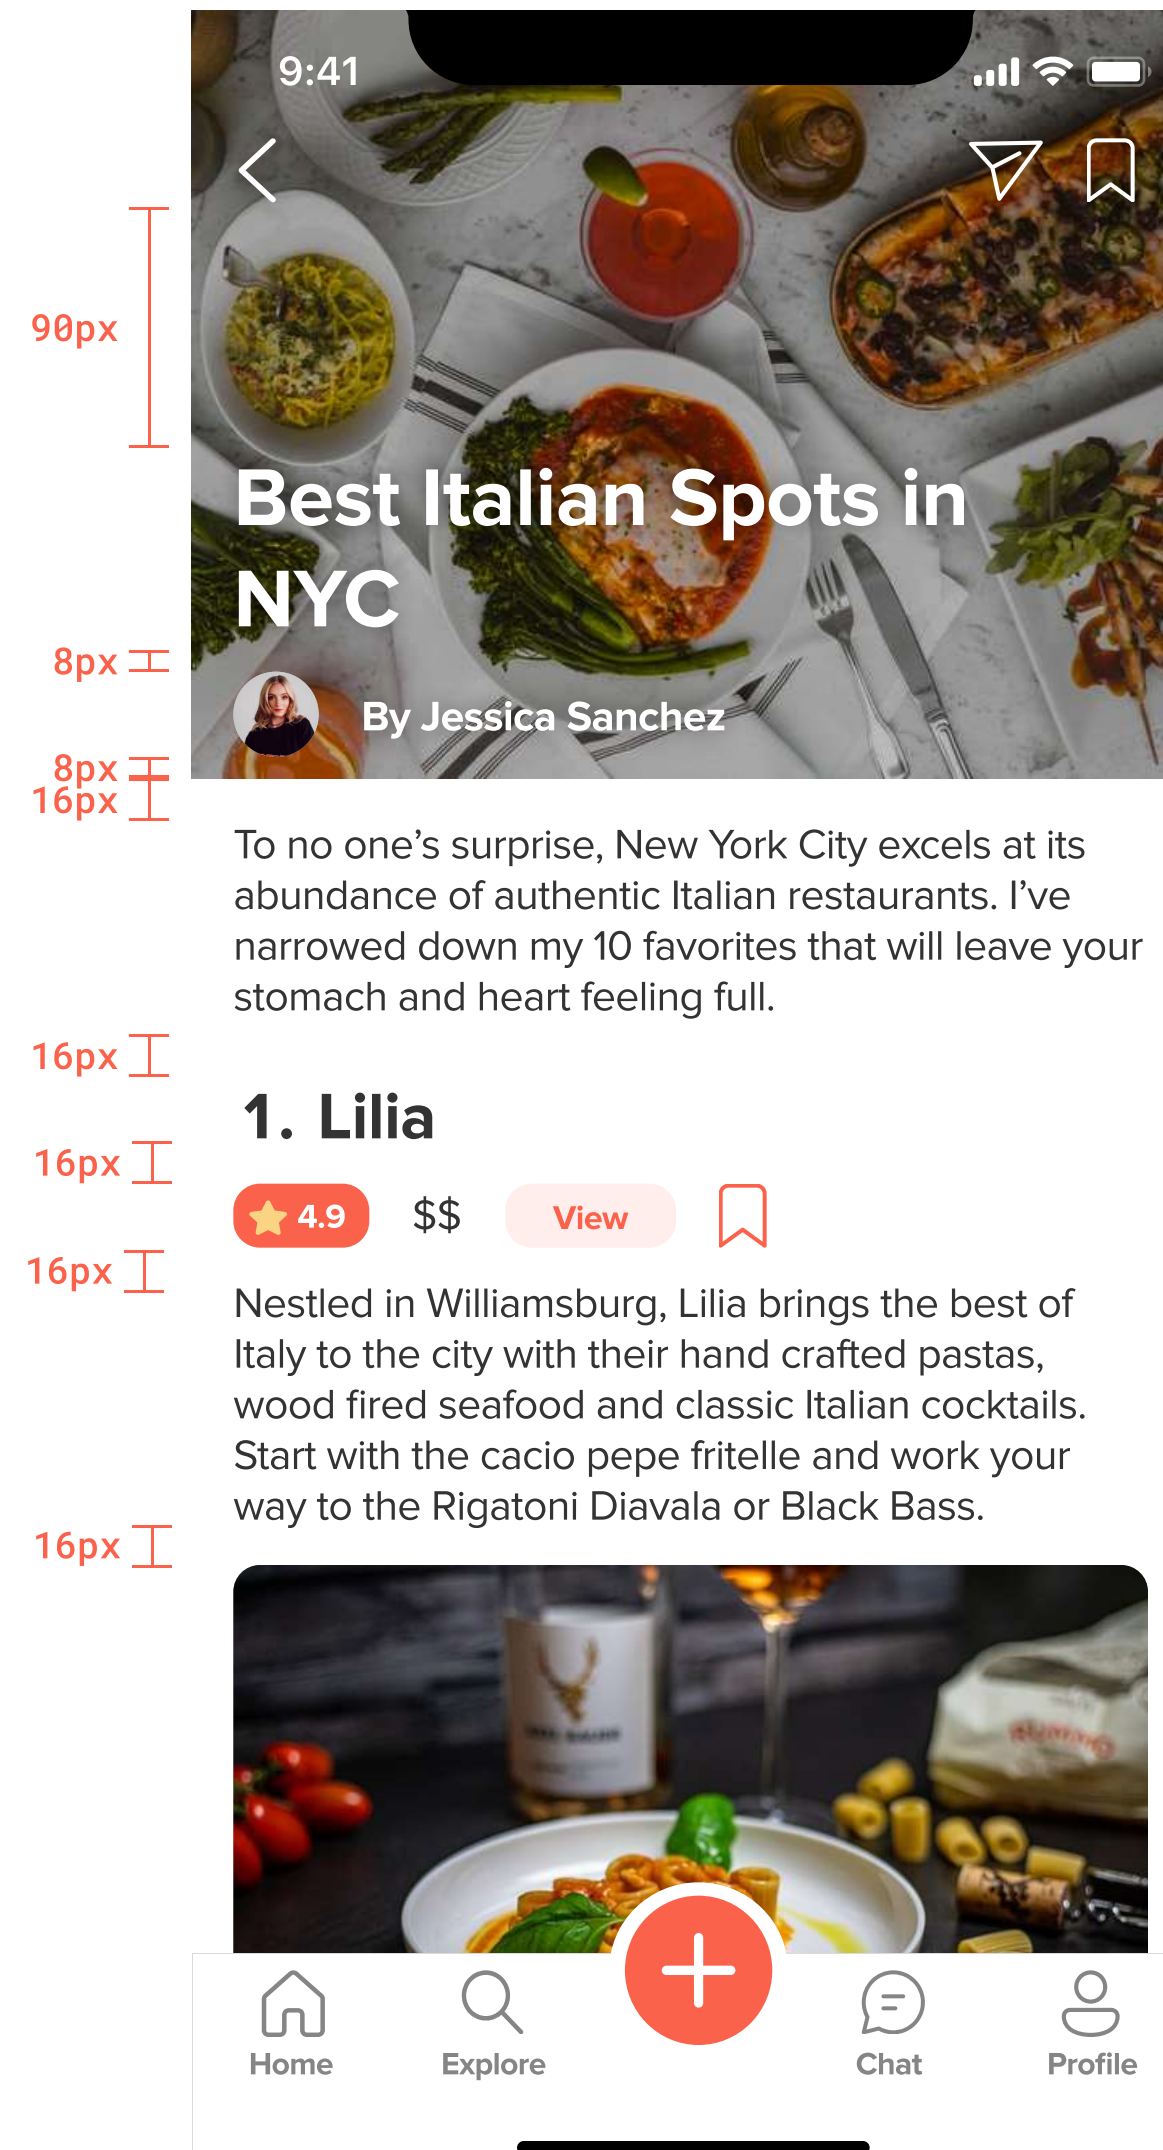 9:41
90px
Best Italian Spots in
NYC
8px
By Jessica Sanchez
8px
16px
To no one’s surprise, New York City excels at its
abundance of authentic Italian restaurants. I’ve
narrowed down my 10 favorites that will leave your
stomach and heart feeling full.
16px
1. Lilia
16px
4.9 $$ View
16px
Nestled in Williamsburg, Lilia brings the best of
Italy to the city with their hand crafted pastas,
wood fired seafood and classic Italian cocktails.
Start with the cacio pepe fritelle and work your
way to the Rigatoni Diavala or Black Bass.
16px
Home Explore Chat Profile